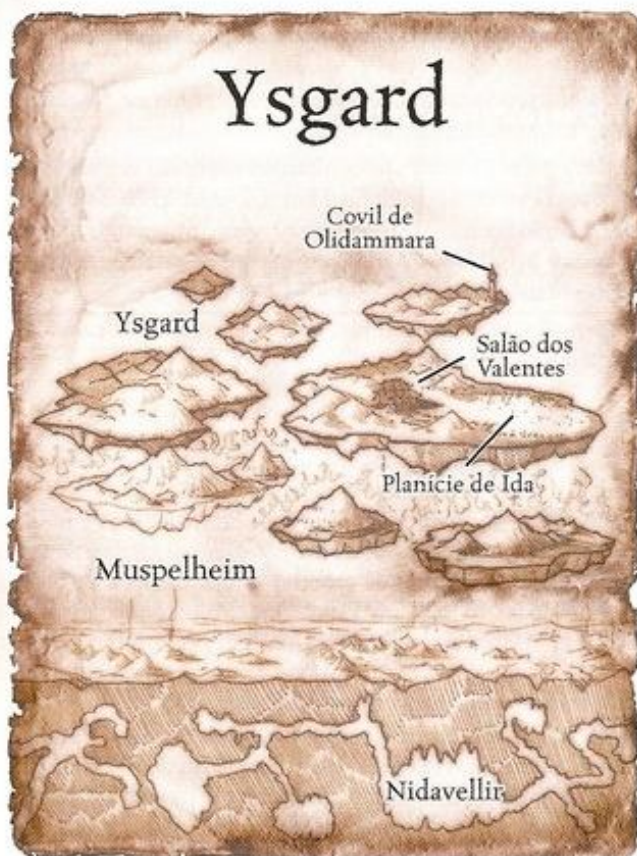 Ysgard
Covil de
Olidammara
Ysgard
Salão dos
Valentes
Planície de Ida
Muspelheim
Nidavellir